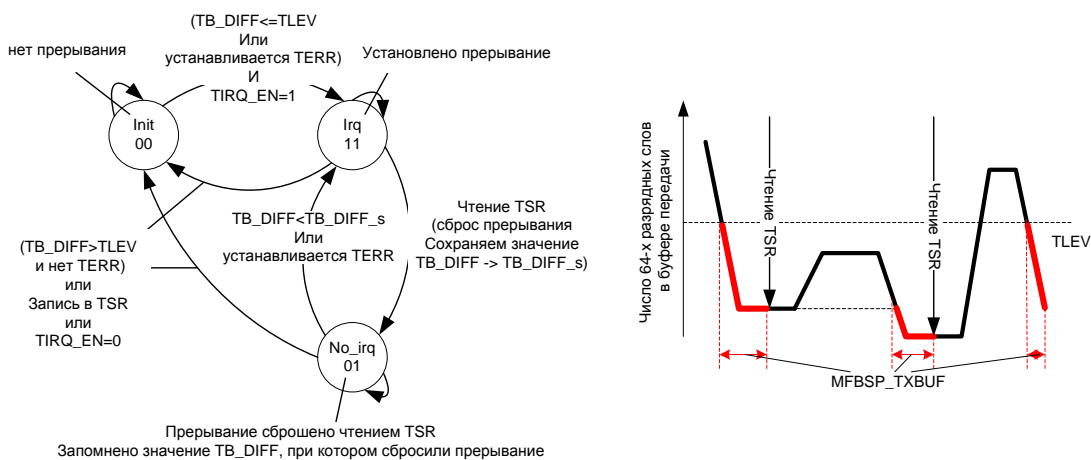 (TB_DIFF<=TLEV
Или
устанавливается TERR)
И
TIRQ_EN=1
нет прерывания
Установлено прерывание
Init
00
Irq
11
TB_DIFF<TB_DIFF_s
Или
устанавливается TERR
Чтение TSR
(сброс прерывания
Сохраняем значение
TB_DIFF -> TB_DIFF_s)
(TB_DIFF>TLEV
и нет TERR)
или
Запись в TSR
или
TIRQ_EN=0
No_irq
01
Прерывание сброшено чтением TSR
Запомнено значение TB_DIFF, при котором сбросили прерывание
Число 64-х разрядных слов
в буфере передачи
Чтение TSR
Чтение TSR
TLEV
MFBSP_TXBUF